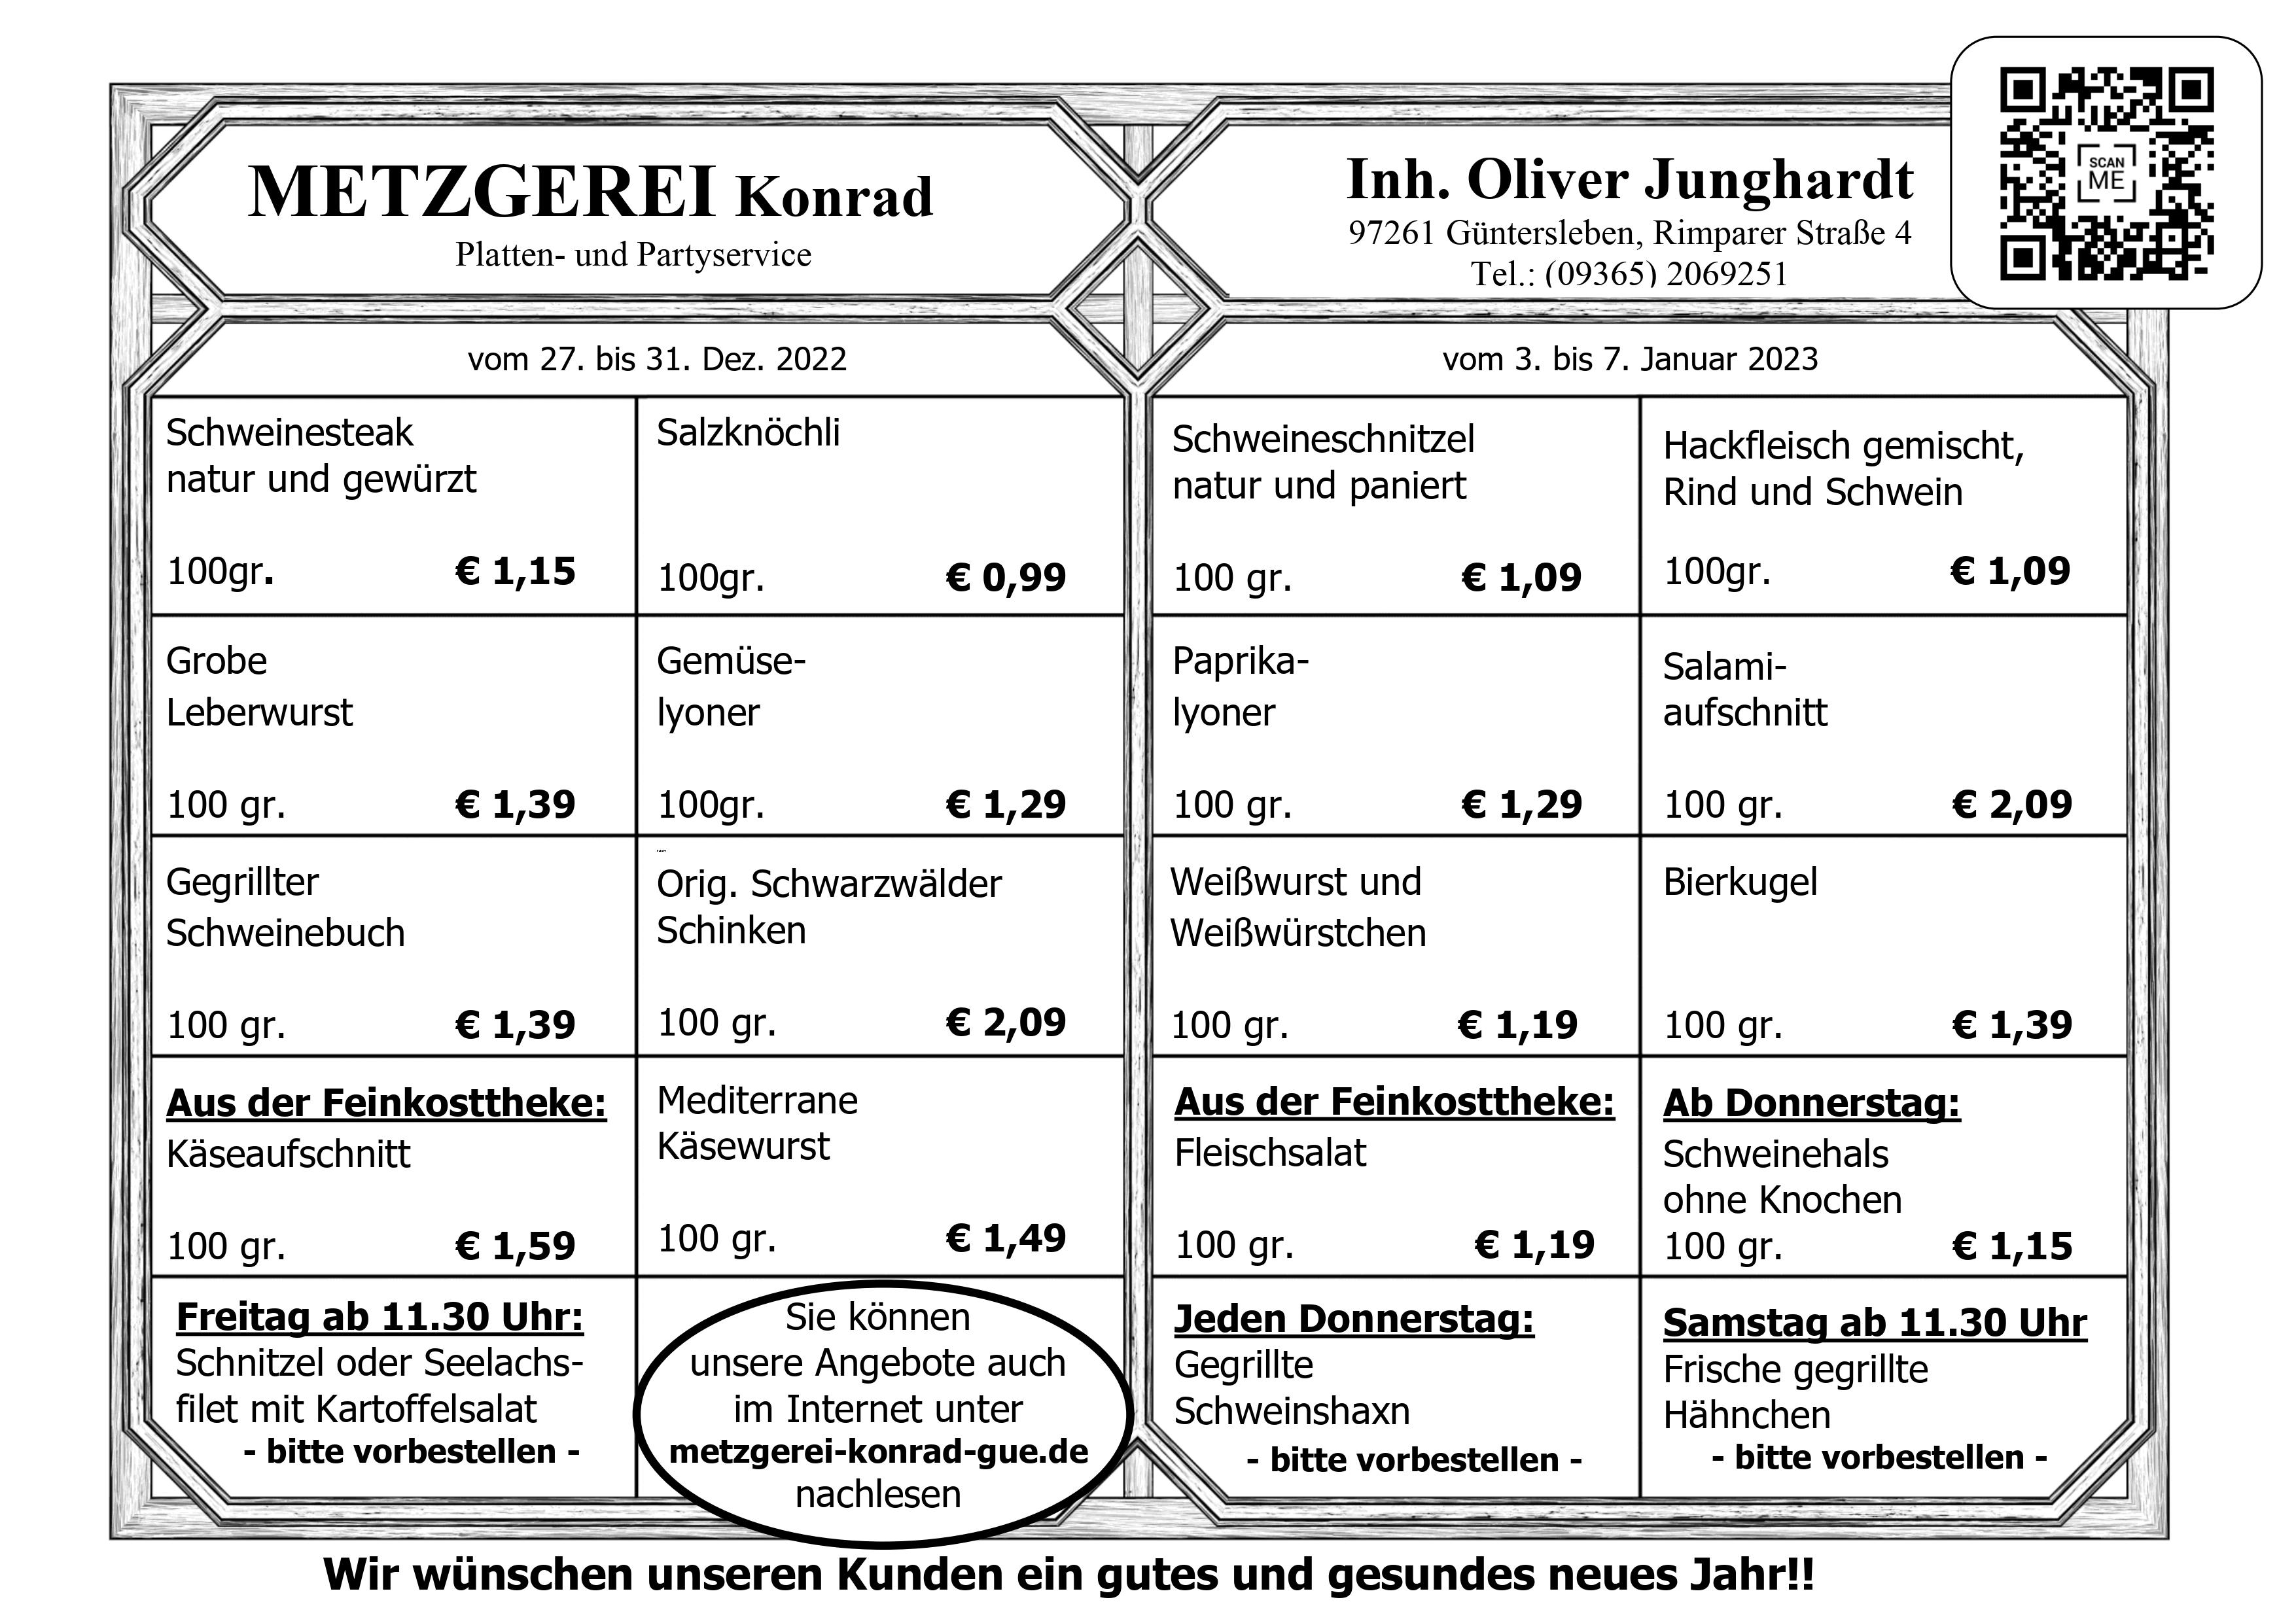 METZGEREI Konrad
Platten- und Partyservice
Inh. Oliver Junghardt
97261 Güntersleben, Rimparer Straße 4
Tel.: (09365) 2069251
SCAN
ME
vom 27. bis 31. Dez. 2022
Schweinesteak
natur und gewürzt
100gr. € 1,15
Salzknöchli
100gr. € 0,99
Grobe
Leberwurst
100 gr. € 1,39
Gemüse-
lyoner
100gr. € 1,29
Gegrillter
Schweinebuch
100 gr. € 1,39
Orig. Schwarzwälder
Schinken
100 gr. € 2,09
Aus der Feinkosttheke:
Käseaufschnitt
100 gr. € 1,59
Mediterrane
Käsewurst
100 gr. € 1,49
Freitag ab 11.30 Uhr:
Schnitzel oder Seelachs-
filet mit Kartoffelsalat
- bitte vorbestellen -
Sie können
unsere Angebote auch
im Internet unter
metzgerei-konrad-gue.de
nachlesen
vom 3. bis 7. Januar 2023
Schweineschnitzel
natur und paniert
100 gr. € 1,09
Hackfleisch gemischt,
Rind und Schwein
100gr. € 1,09
Paprika-
lyoner
100 gr. € 1,29
Salami-
aufschnitt
100 gr. € 2,09
Weißwurst und
Weißwürstchen
100 gr. € 1,19
Bierkugel
100 gr. € 1,39
Aus der Feinkosttheke:
Fleischsalat
100 gr. € 1,19
Ab Donnerstag:
Schweinehals
ohne Knochen
100 gr. € 1,15
Jeden Donnerstag:
Gegrillte
Schweinshaxn
- bitte vorbestellen -
Samstag ab 11.30 Uhr
Frische gegrillte
Hähnchen
- bitte vorbestellen -
Wir wünschen unseren Kunden ein gutes und gesundes neues Jahr!!